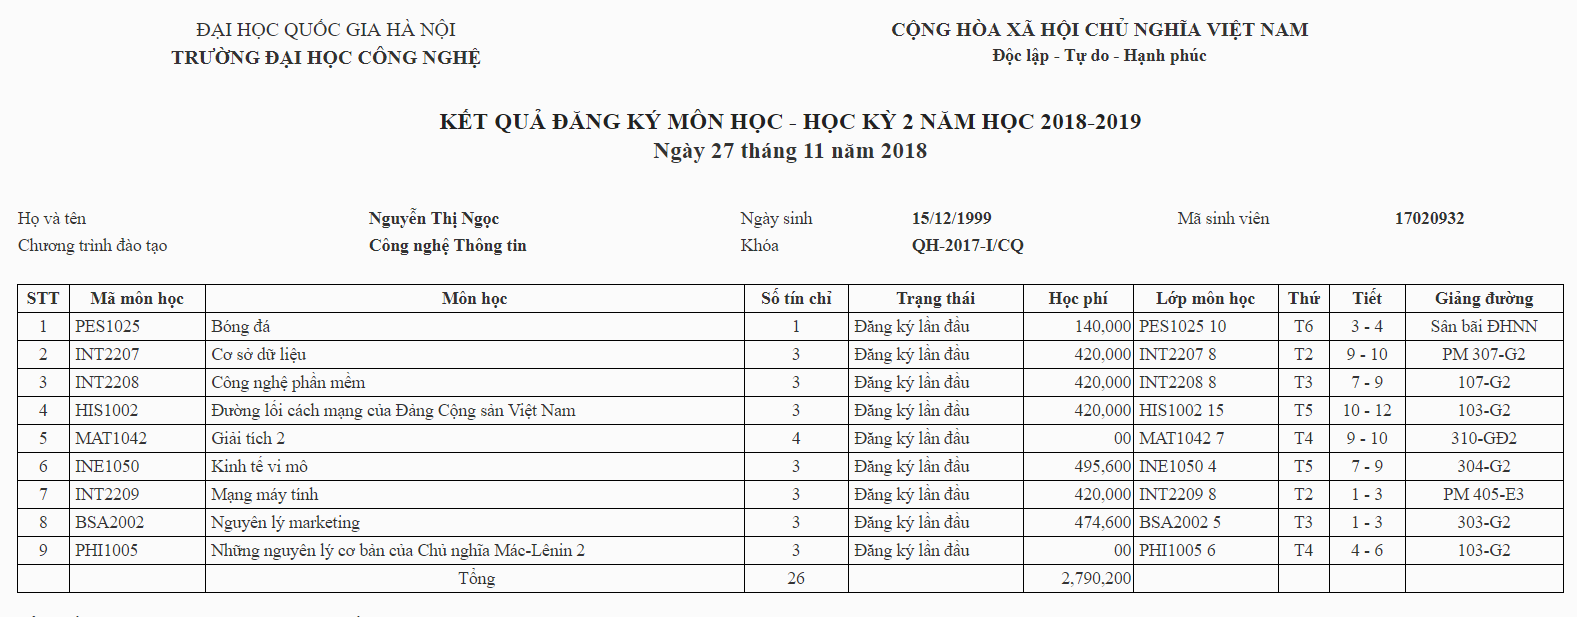 ĐẠI HỌC QUỐC GIA HÀ NỘI
TRƯỜNG ĐẠI HỌC CÔNG NGHỆ
CỘNG HÒA XÃ HỘI CHỦ NGHĨA VIỆT NAM
Độc lập - Tự do - Hạnh phúc
KẾT QUẢ ĐĂNG KÝ MÔN HỌC - HỌC KỲ 2 NĂM HỌC 2018-2019
Ngày 27 tháng 11 năm 2018
Họ và tên Nguyễn Thị Ngọc Ngày sinh 15/12/1999 Mã sinh viên 17020932
Chương trình đào tạo Công nghệ Thông tin Khóa QH-2017-I/CQ
STT Mã môn học Môn học Số tín chỉ Trạng thái Học phí Lớp môn học Thứ Tiết Giảng đường
1 PES1025 Bóng đá 1 Đăng ký lần đầu 140,000 PES1025 10 T6 3 - 4 Sân bãi ĐHNN
2 INT2207 Cơ sở dữ liệu 3 Đăng ký lần đầu 420,000 INT2207 8 T2 9 - 10 PM 307-G2
3 INT2208 Công nghệ phần mềm 3 Đăng ký lần đầu 420,000 INT2208 8 T3 7 - 9 107-G2
4 HIS1002 Đường lối cách mạng của Đảng Cộng sản Việt Nam 3 Đăng ký lần đầu 420,000 HIS1002 15 T5 10 - 12 103-G2
5 MAT1042 Giải tích 2 4 Đăng ký lần đầu 00 MAT1042 7 T4 9 - 10 310-GĐ2
6 INE1050 Kinh tế vi mô 3 Đăng ký lần đầu 495,600 INE1050 4 T5 7 - 9 304-G2
7 INT2209 Mạng máy tính 3 Đăng ký lần đầu 420,000 INT2209 8 T2 1 - 3 PM 405-E3
8 BSA2002 Nguyên lý marketing 3 Đăng ký lần đầu 474,600 BSA2002 5 T3 1 - 3 303-G2
9 PHI1005 Những nguyên lý cơ bản của Chủ nghĩa Mác-Lênin 2 3 Đăng ký lần đầu 00 PHI1005 6 T4 4 - 6 103-G2
Tổng 26 2,790,200